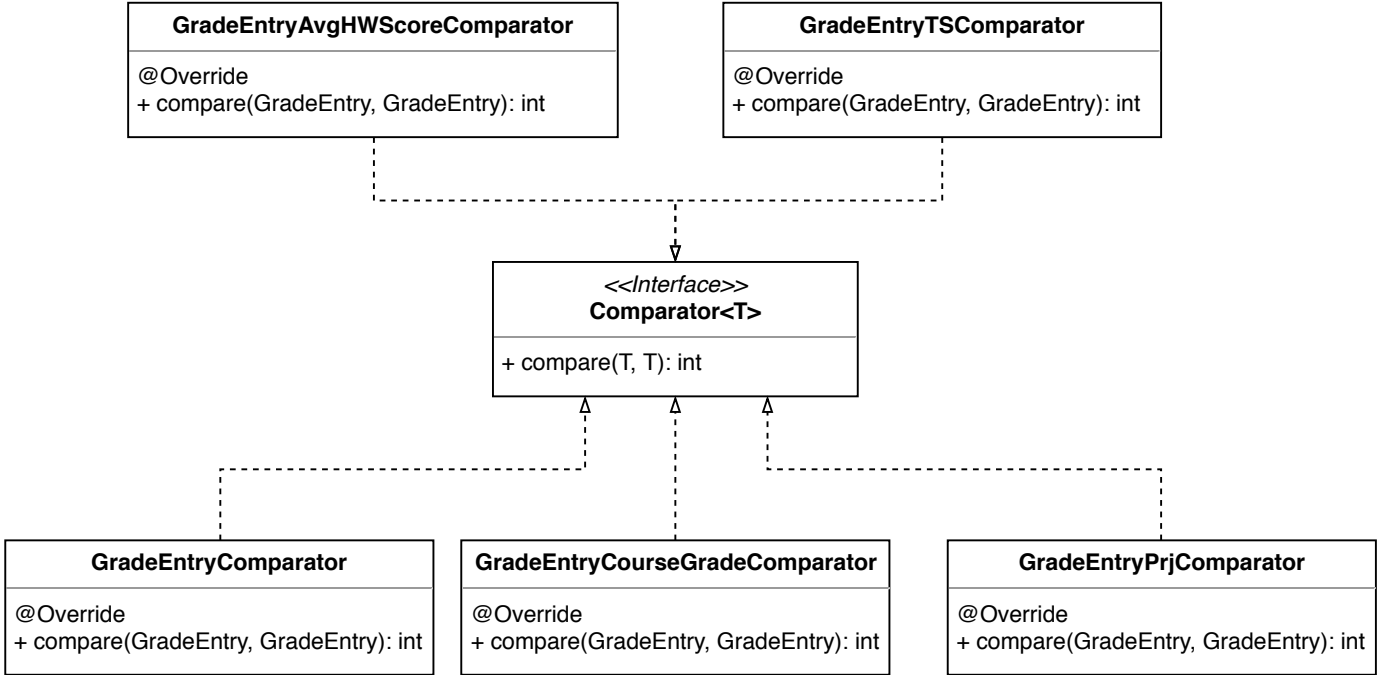 GradeEntryAvgHWScoreComparator
@Override
+ compare(GradeEntry, GradeEntry): int
GradeEntryTSComparator
@Override
+ compare(GradeEntry, GradeEntry): int
<<Interface>>
Comparator<T>
+ compare(T, T): int
GradeEntryComparator
@Override
+ compare(GradeEntry, GradeEntry): int
GradeEntryCourseGradeComparator
@Override
+ compare(GradeEntry, GradeEntry): int
GradeEntryPrjComparator
@Override
+ compare(GradeEntry, GradeEntry): int